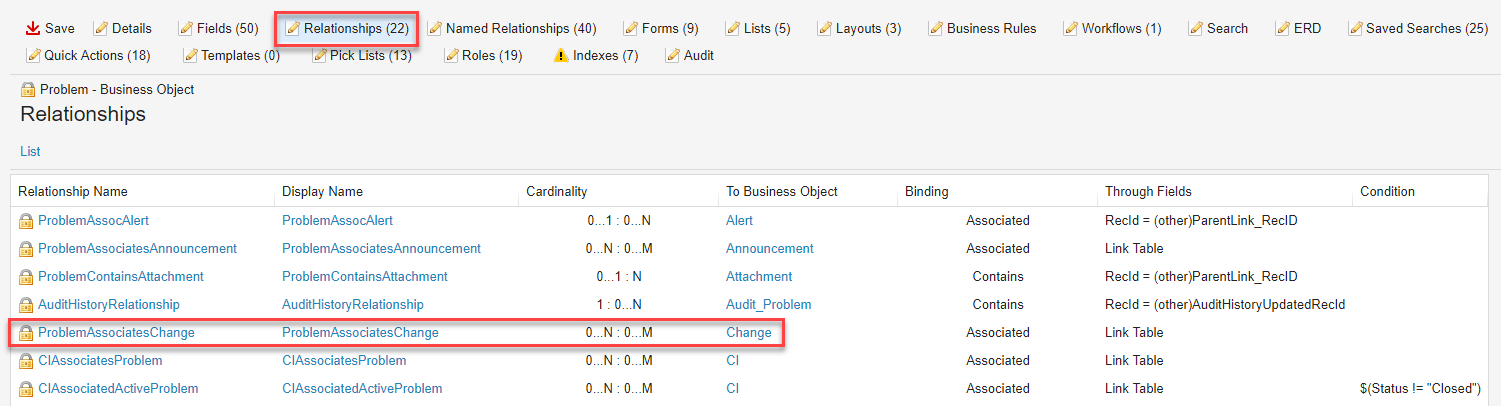 Save Details Fields (50) Relationships (22) Named Relationships (40) Forms (9) Lists (5) Layouts (3) Business Rules Workflows (1) Search ERD Saved Searches (25)
Quick Actions (18) Templates (0) Pick Lists (13) Roles (19) Indexes (7) Audit
Problem - Business Object
Relationships
List
Relationship Name Display Name Cardinality To Business Object Binding Through Fields Condition
ProblemAssocAlert ProblemAssocAlert 0...1 : 0...N Alert Associated RecId = (other)ParentLink_RecID
ProblemAssociatesAnnouncement ProblemAssociatesAnnouncement 0...N : 0...M Announcement Associated Link Table
ProblemContainsAttachment ProblemContainsAttachment 0...1 : N Attachment Contains RecId = (other)ParentLink_RecID
AuditHistoryRelationship AuditHistoryRelationship 1 : 0...N Audit_Problem Contains RecId = (other)AuditHistoryUpdatedRecId
ProblemAssociatesChange ProblemAssociatesChange 0...N : 0...M Change Associated Link Table
CIAssociatesProblem CIAssociatesProblem 0...N : 0...M CI Associated Link Table
CIAssociatedActiveProblem CIAssociatedActiveProblem 0...N : 0...M CI Associated Link Table $(Status != "Closed")